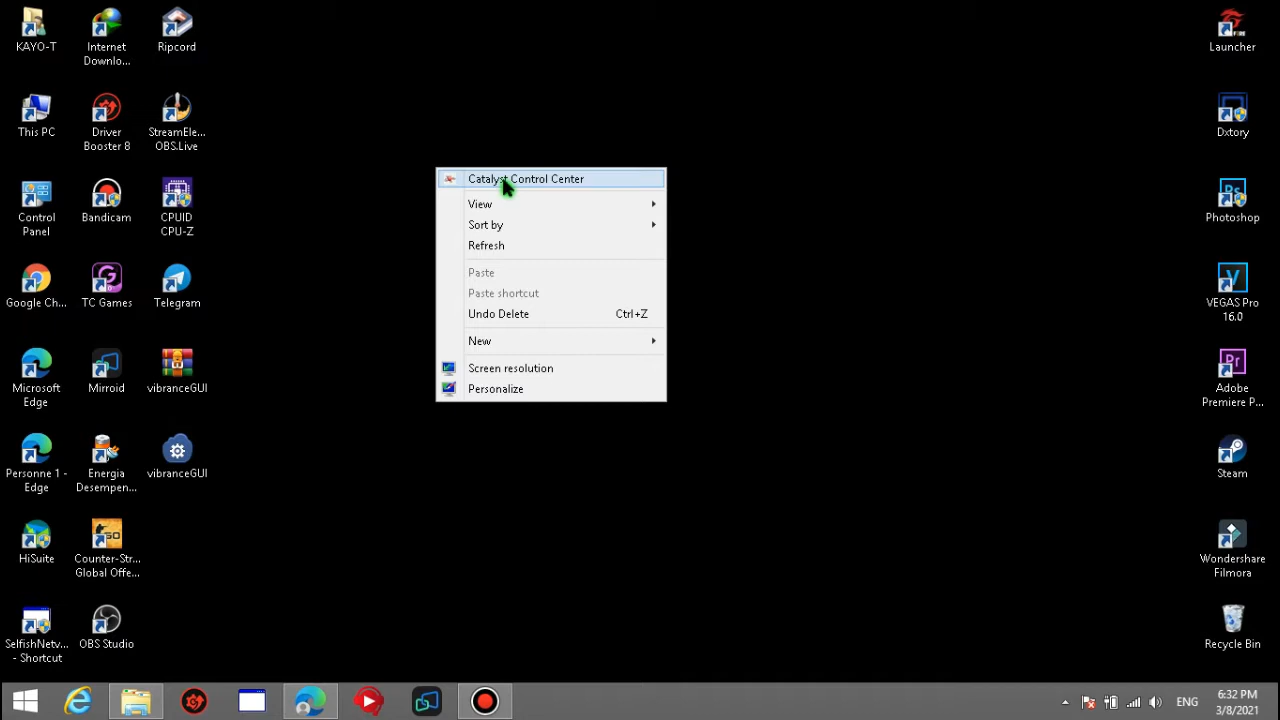 KAYO-T
Internet
Downlo...
Ripcord
This PC
Driver
Booster 8
StreamEle...
OBS.Live
Control
Panel
Bandicam
CPUID
CPU-Z
Google Ch...
TC Games
Telegram
Microsoft
Edge
Mirroid
vibranceGUI
Personne 1 -
Edge
Energia
Desempen...
vibranceGUI
HiSuite
Counter-Str...
Global Offe...
SelfishNetv...
- Shortcut
OBS Studio
Catalyst Control Center
View
Sort by
Refresh
Paste
Paste shortcut
Undo Delete Ctrl+Z
New
Screen resolution
Personalize
Launcher
Dxtory
Photoshop
VEGAS Pro
16.0
Adobe
Premiere P...
Steam
Wondershare
Filmora
Recycle Bin
ENG
6:32 PM
3/8/2021